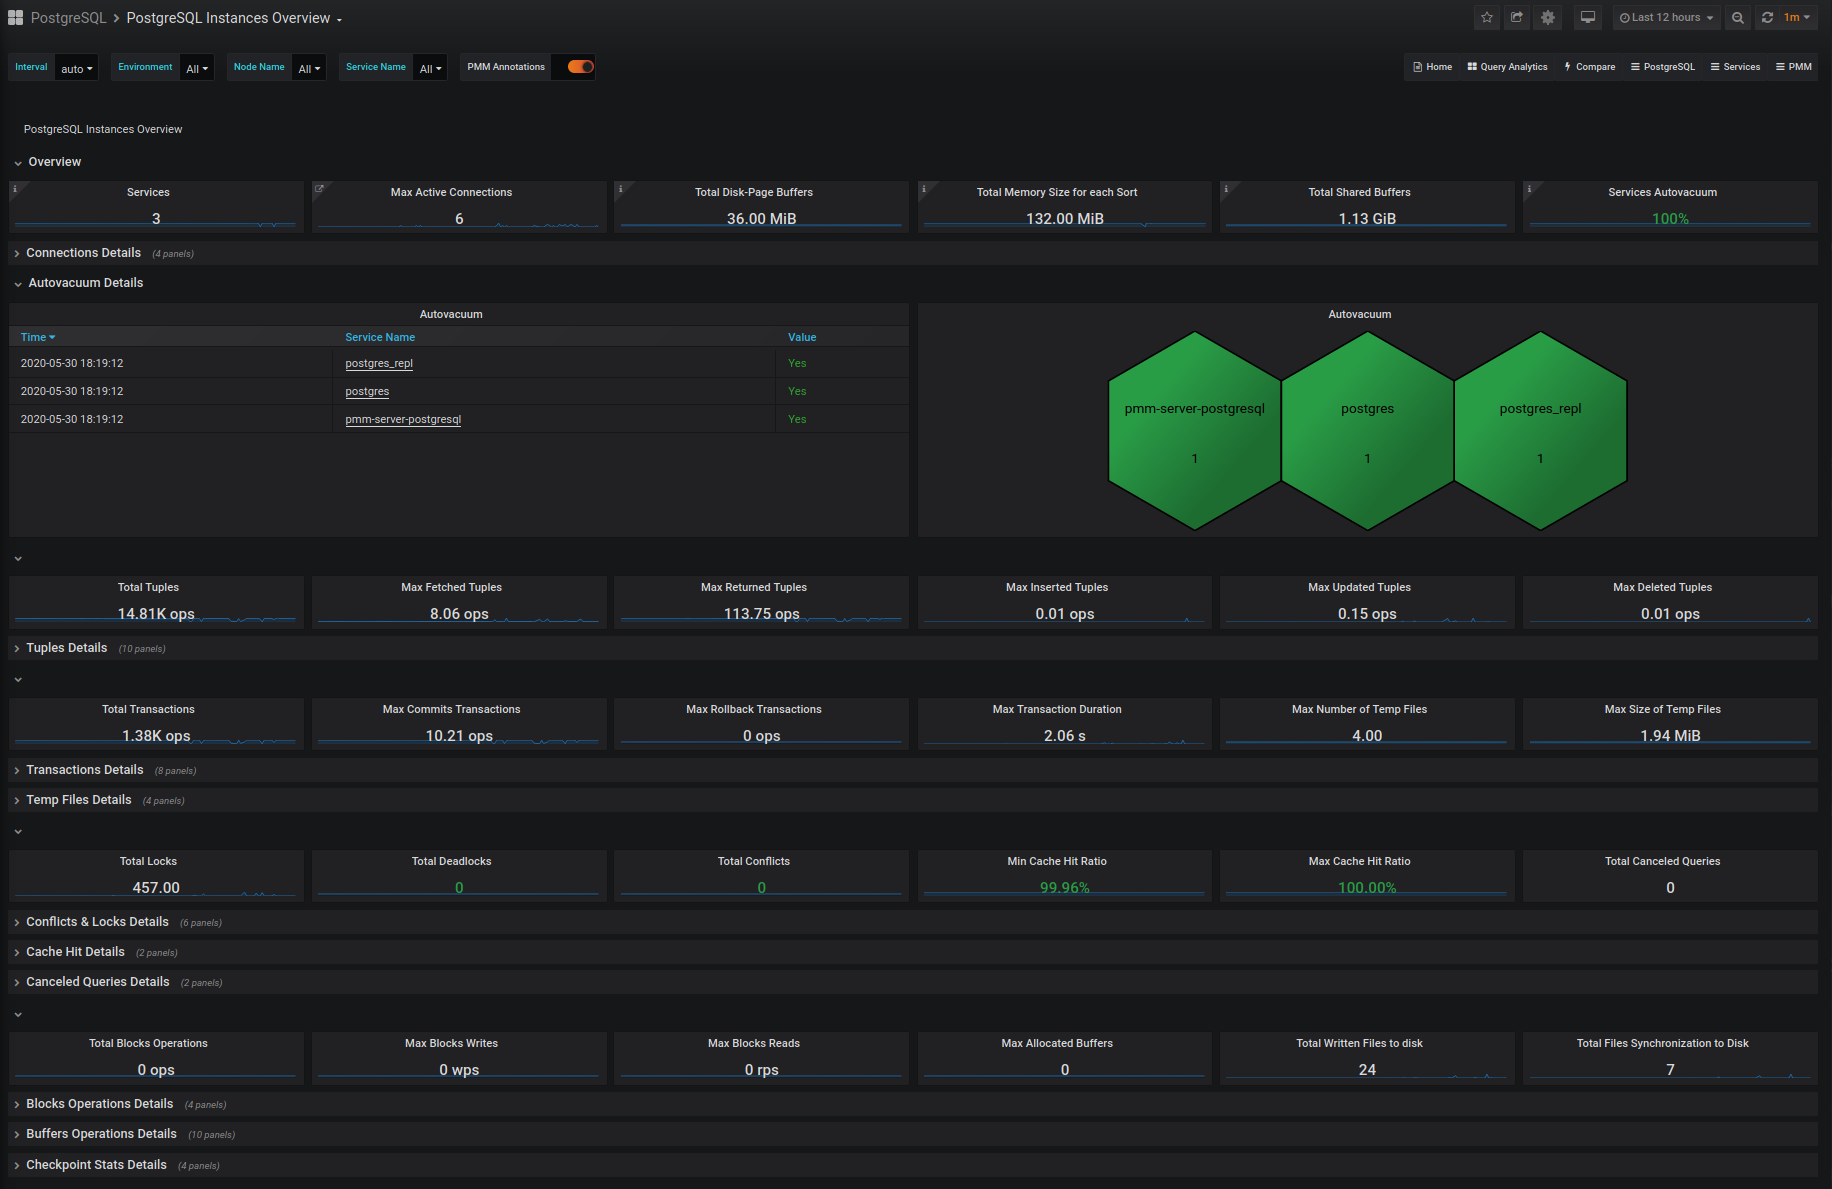 PostgreSQL > PostgreSQL Instances Overview
Last 12 hours 1m
Interval auto Environment All Node Name All Service Name All PMM Annotations Home Query Analytics Compare PostgreSQL Services PMM
PostgreSQL Instances Overview
Overview
Services Max Active Connections Total Disk-Page Buffers Total Memory Size for each Sort Total Shared Buffers Services Autovacuum
3 6 36.00 MiB 132.00 MiB 1.13 GiB 100%
Connections Details (4 panels)
Autovacuum Details
Autovacuum
Time Service Name Value
2020-05-30 18:19:12 postgres_repl Yes
2020-05-30 18:19:12 postgres Yes
2020-05-30 18:19:12 pmm-server-postgresql Yes
Autovacuum
pmm-server-postgresql postgres postgres_repl
1 1 1
Total Tuples Max Fetched Tuples Max Returned Tuples Max Inserted Tuples Max Updated Tuples Max Deleted Tuples
14.81K ops 8.06 ops 113.75 ops 0.01 ops 0.15 ops 0.01 ops
Tuples Details (10 panels)
Total Transactions Max Commits Transactions Max Rollback Transactions Max Transaction Duration Max Number of Temp Files Max Size of Temp Files
1.38K ops 10.21 ops 0 ops 2.06 s 4.00 1.94 MiB
Transactions Details (8 panels)
Temp Files Details (4 panels)
Total Locks Total Deadlocks Total Conflicts Min Cache Hit Ratio Max Cache Hit Ratio Total Canceled Queries
457.00 0 0 99.96% 100.00% 0
Conflicts & Locks Details (6 panels)
Cache Hit Details (2 panels)
Canceled Queries Details (2 panels)
Total Blocks Operations Max Blocks Writes Max Blocks Reads Max Allocated Buffers Total Written Files to disk Total Files Synchronization to Disk
0 ops 0 wps 0 rps 0 24 7
Blocks Operations Details (4 panels)
Buffers Operations Details (10 panels)
Checkpoint Stats Details (4 panels)